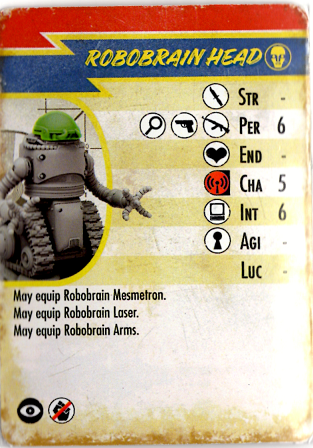 ROBOBRAIN HEAD
STR -
PER 6
END -
CHA 5
INT 6
AGI -
LUC -
May equip Robobrain Mesmetron.
May equip Robobrain Laser.
May equip Robobrain Arms.